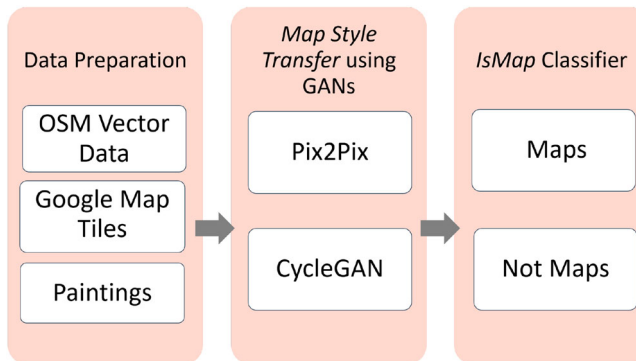 Data Preparation
OSM Vector
Data
Google Map
Tiles
Paintings
Map Style
Transfer using
GANs
Pix2Pix
CycleGAN
IsMap Classifier
Maps
Not Maps